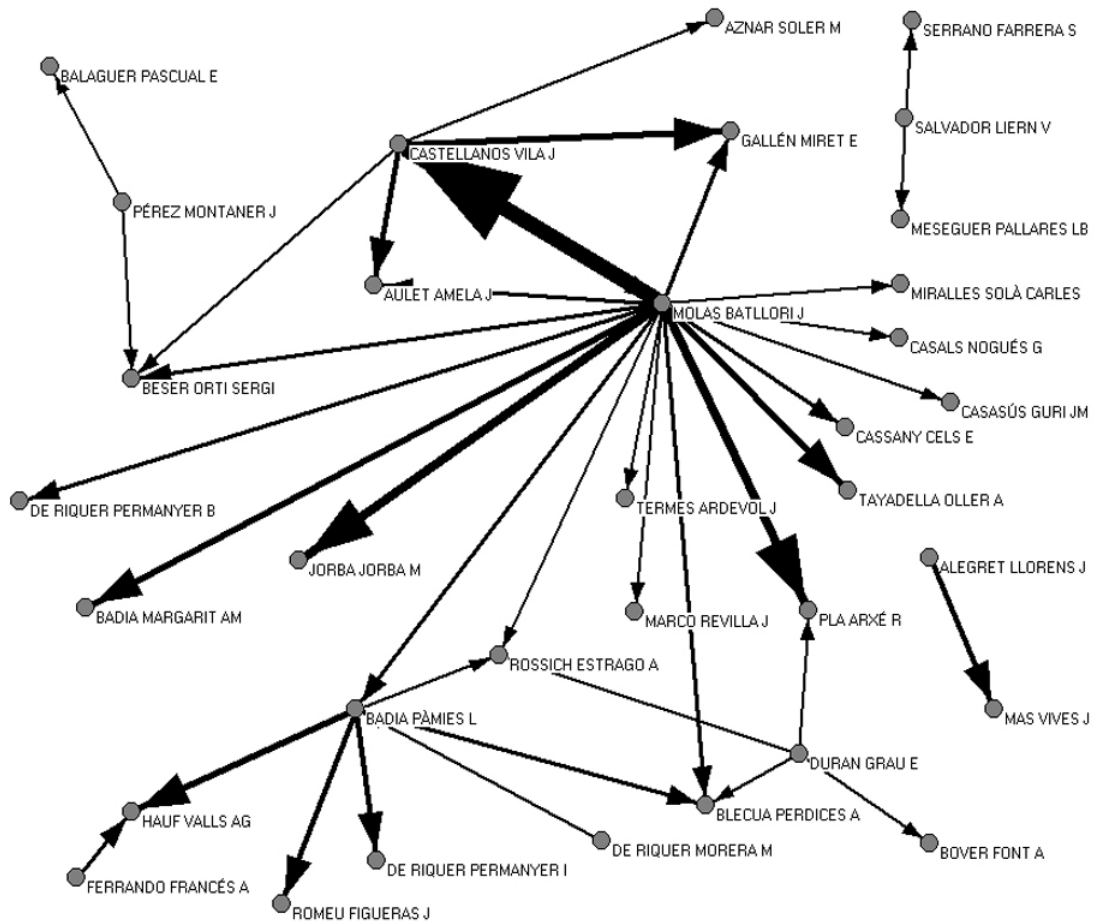 AZNAR SOLER M
SERRANO FARRERA S
BALAGUER PASCUAL E
SALVADOR LIERN V
GALLÉN MIRET E
CASTELLANOS VILA J
PÉREZ MONTANER J
MESEGUER PALLARES LB
AULET AMELA J
MIRALLES SOLÀ CARLES
MOLAS BATLLORI J
CASALS NOGUÉS G
BESER ORTI SERGI
CASASÚS GURI JM
CASSANY CELS E
DE RIQUER PERMANYER B
TERMES ARDEVOL J
TAYADELLA OLLER A
JORBA JORBA M
ALEGRET LLORENS J
BADIA MARGARIT AM
MARCO REVILLA J
PLA ARXÉ R
ROSSICH ESTRAGO A
BADIA PÀMIES L
MAS VIVES J
DURAN GRAU E
HAUF VALLS AG
BLECUA PERDICES A
DE RIQUER MORERA M
BOVER FONT A
DE RIQUER PERMANYER I
FERRANDO FRANCÉS A
ROMEU FIGUERAS J